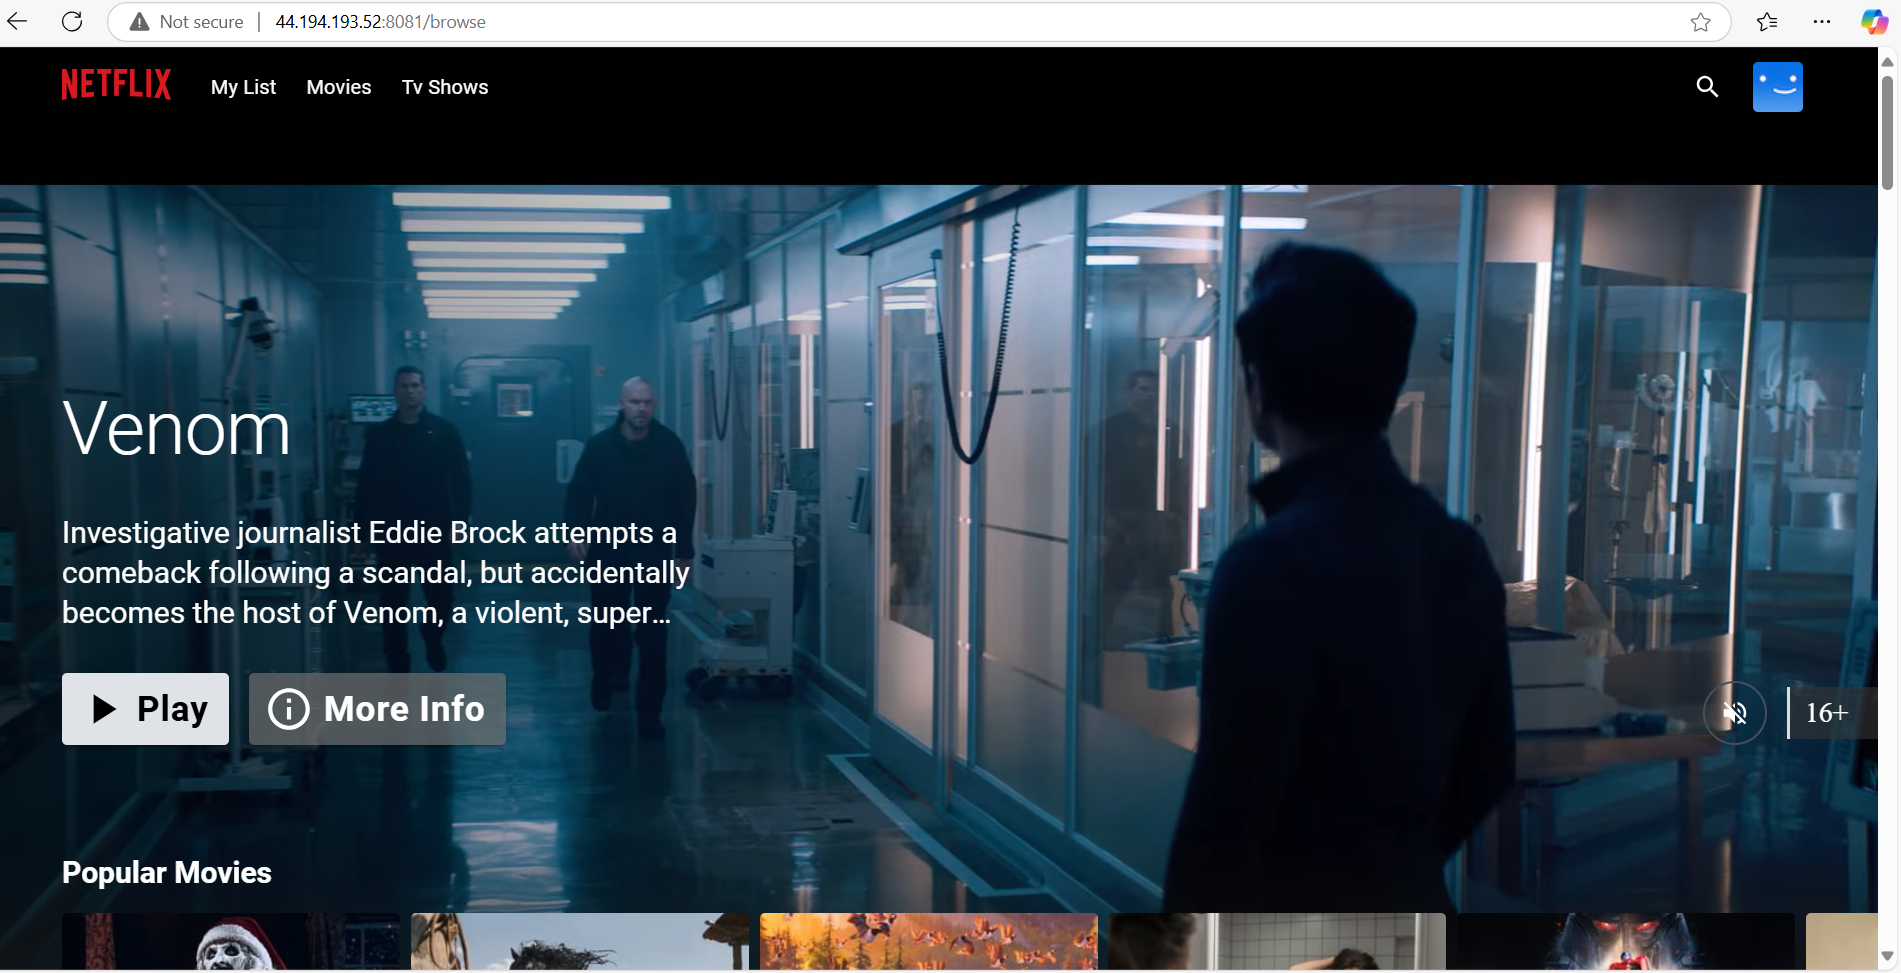 Not secure 44.194.193.52:8081/browse
NETFLIX My List Movies Tv Shows
Venom
Investigative journalist Eddie Brock attempts a
comeback following a scandal, but accidentally
becomes the host of Venom, a violent, super...
Play More Info
16+
Popular Movies